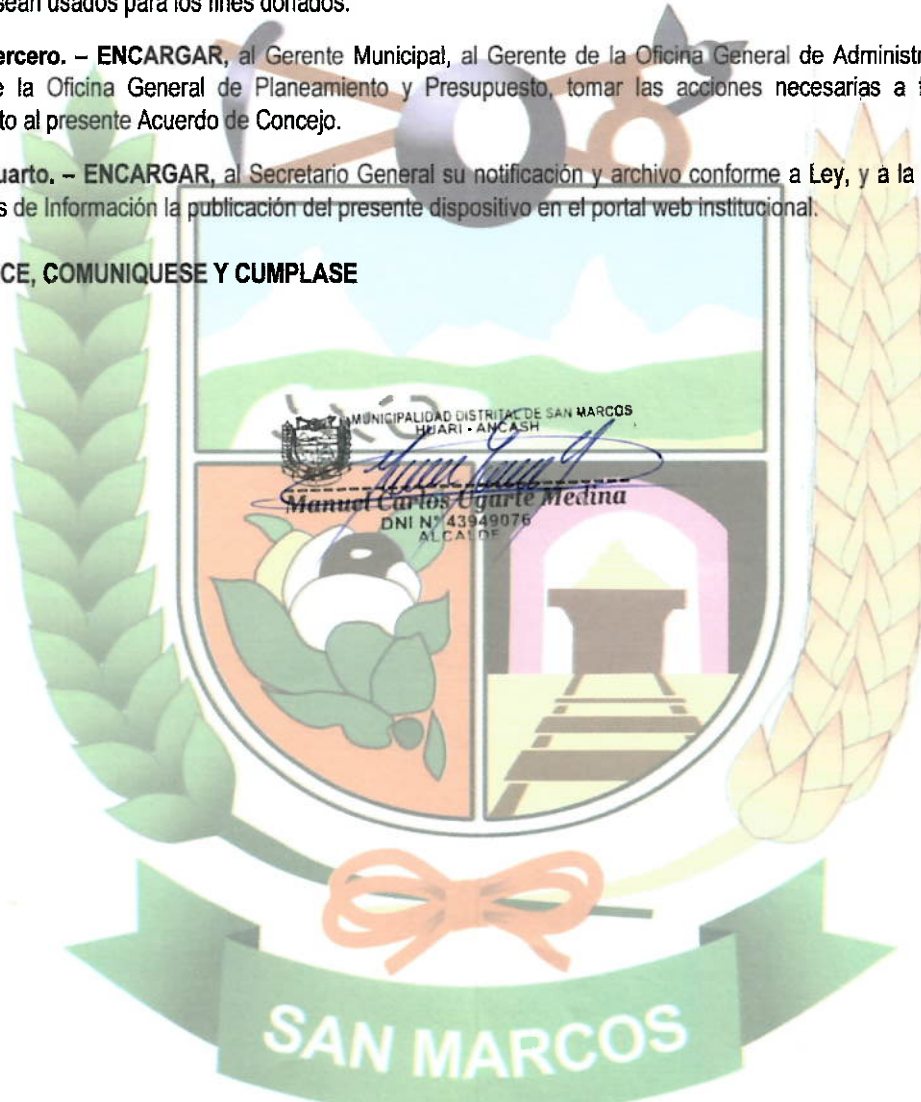 sean usados para los fines donados.
ercero. – ENCARGAR, al Gerente Municipal, al Gerente de la Oficina General de Administr
e la Oficina General de Planeamiento y Presupuesto, tomar las acciones necesarias a f
to al presente Acuerdo de Concejo.
uarto. – ENCARGAR, al Secretario General su notificación y archivo conforme a Ley, y a la
s de Información la publicación del presente dispositivo en el portal web institucional.
CE, COMUNIQUESE Y CUMPLASE
MUNICIPALIDAD DISTRITAL DE SAN MARCOS
HUARI - ANCASH
Manuel Carlos Ugarte Medina
DNI N° 43949076
ALCALDE
SAN MARCOS